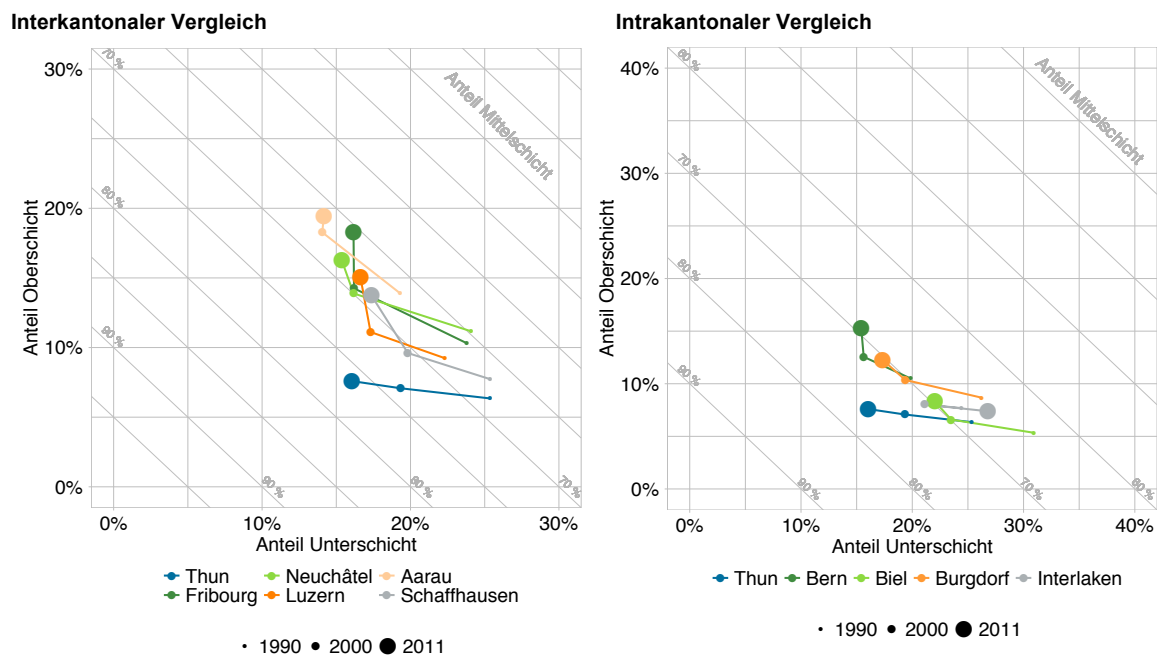 Interkantonaler Vergleich
70 %
30%
Anteil Mittelschicht
80 %
20%
Anteil Oberschicht
90 %
10%
0%
90 %
80 %
70 %
0%
10%
20%
30%
Anteil Unterschicht
Thun
Neuchâtel
Aarau
Fribourg
Luzern
Schaffhausen
1990
2000
2011
Intrakantonaler Vergleich
60 %
40%
Anteil Mittelschicht
70 %
30%
80 %
20%
Anteil Oberschicht
90 %
10%
0%
90 %
80 %
70 %
60 %
0%
10%
20%
30%
40%
Anteil Unterschicht
Thun
Bern
Biel
Burgdorf
Interlaken
1990
2000
2011